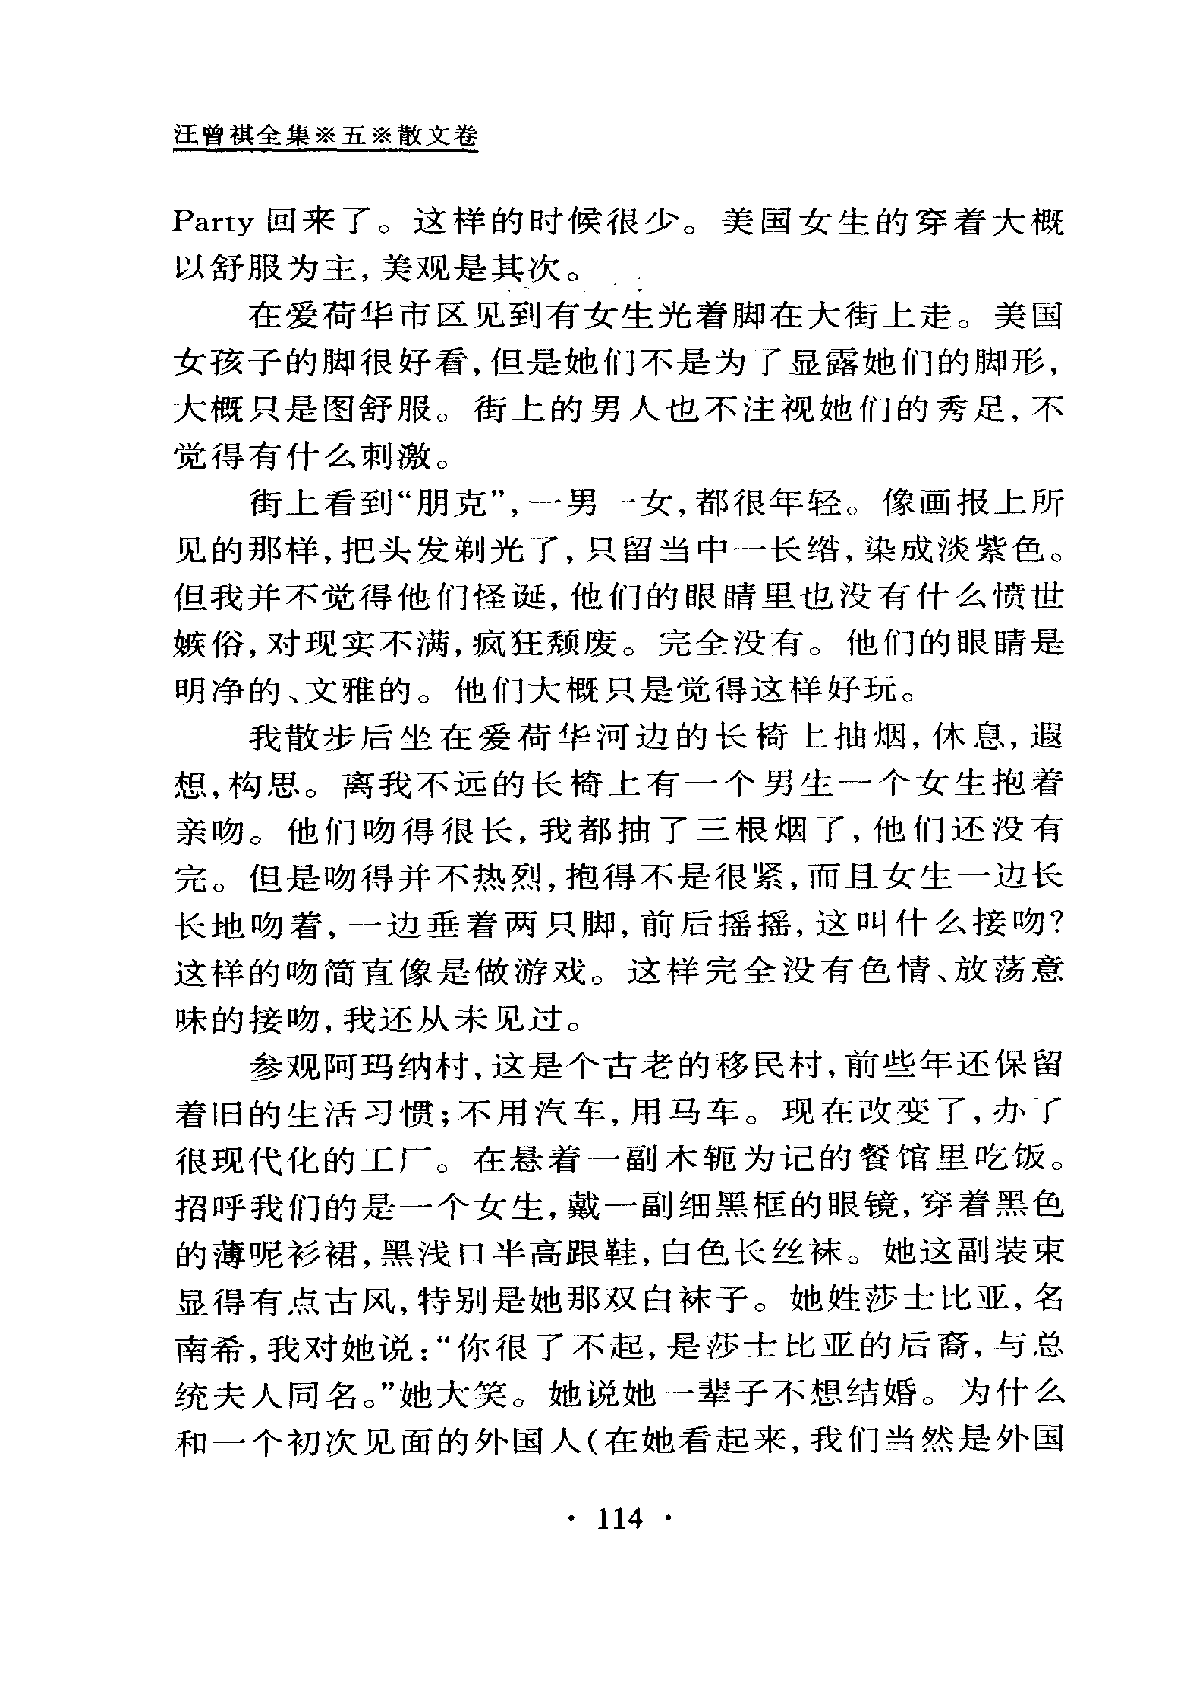 汪曾祺全集※五※散文卷
Party 回来了。这样的时候很少。美国女生的穿着大概
以舒服为主,美观是其次。
在爱荷华市区见到有女生光着脚在大街上走。美国
女孩子的脚很好看,但是她们不是为了显露她们的脚形,
大概只是图舒服。街上的男人也不注视她们的秀足,不
觉得有什么刺激。
街上看到“朋克”,一男一女,都很年轻。像画报上所
见的那样,把头发剃光了,只留当中一长绺,染成淡紫色。
但我并不觉得他们怪诞,他们的眼睛里也没有什么愤世
嫉俗,对现实不满,疯狂颓废。完全没有。他们的眼睛是
明净的、文雅的。他们大概只是觉得这样好玩。
我散步后坐在爱荷华河边的长椅上抽烟,休息,遐
想,构思。离我不远的长椅上有一个男生一个女生抱着
亲吻。他们吻得很长,我都抽了三根烟了,他们还没有
完。但是吻得并不热烈,抱得不是很紧,而且女生一边长
长地吻着,一边垂着两只脚,前后摇摇,这叫什么接吻?
这样的吻简直像是做游戏。这样完全没有色情、放荡意
味的接吻,我还从未见过。
参观阿玛纳村,这是个古老的移民村,前些年还保留
着旧的生活习惯;不用汽车,用马车。现在改变了,办了
很现代化的工厂。在悬着一副木轭为记的餐馆里吃饭。
招呼我们的是一个女生,戴一副细黑框的眼镜,穿着黑色
的薄呢衫裙,黑浅口半高跟鞋,白色长丝袜。她这副装束
显得有点古风,特别是她那双白袜子。她姓莎士比亚,名
南希,我对她说:“你很了不起,是莎士比亚的后裔,与总
统夫人同名。”她大笑。她说她一辈子不想结婚。为什么
和一个初次见面的外国人(在她看起来,我们当然是外国
· 114 ·